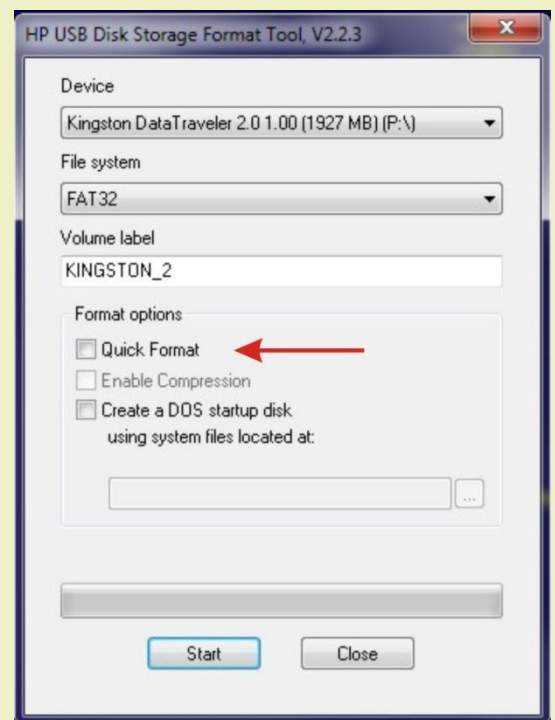 HP USB Disk Storage Format Tool, V2.2.3
Device
Kingston DataTraveler 2.0 1.00 (1927 MB) (P:\)
File system
FAT32
Volume label
KINGSTON_2
Format options
Quick Format
Enable Compression
Create a DOS startup disk
using system files located at:
...
Start
Close